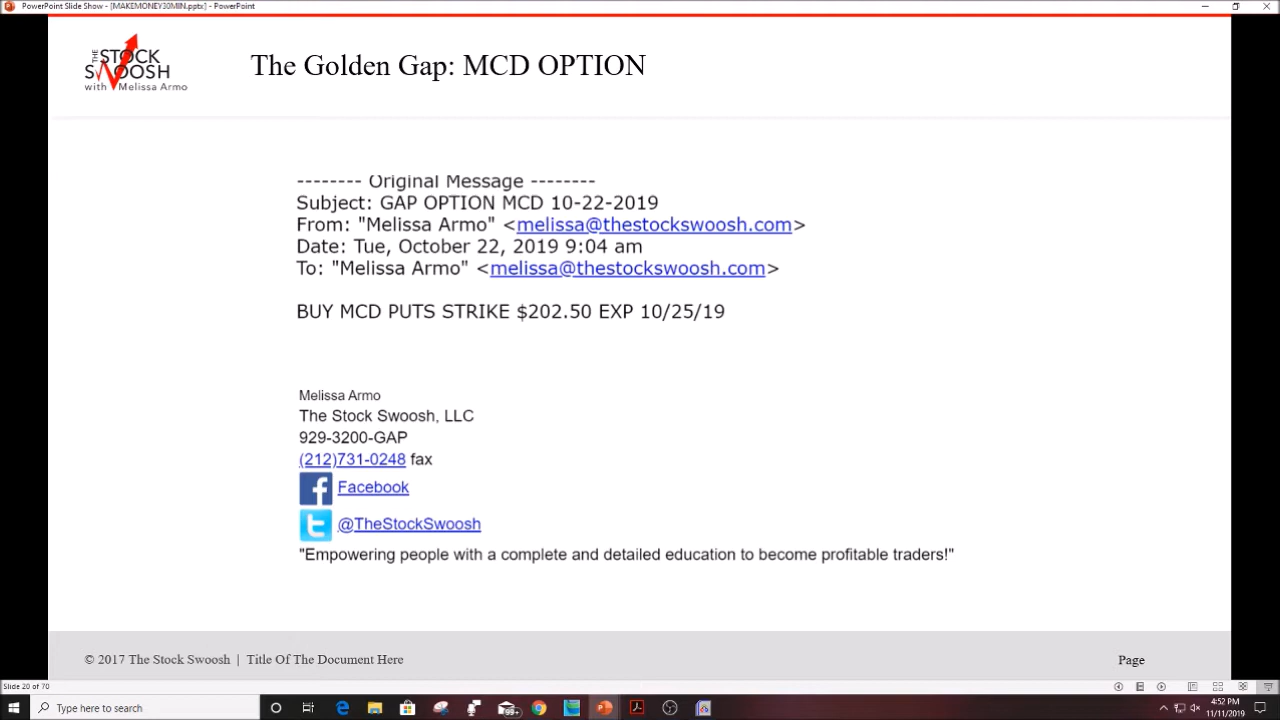 PowerPoint Slide Show - [MAKEMONEY30MIN.pptx] - PowerPoint
THE STOCK
SWOOSH
with Melissa Armo
The Golden Gap: MCD OPTION
-------- Original Message --------
Subject: GAP OPTION MCD 10-22-2019
From: "Melissa Armo" <melissa@thestockswoosh.com>
Date: Tue, October 22, 2019 9:04 am
To: "Melissa Armo" <melissa@thestockswoosh.com>
BUY MCD PUTS STRIKE $202.50 EXP 10/25/19
Melissa Armo
The Stock Swoosh, LLC
929-3200-GAP
(212)731-0248 fax
Facebook
@TheStockSwoosh
"Empowering people with a complete and detailed education to become profitable traders!"
© 2017 The Stock Swoosh | Title Of The Document Here
Page
Slide 20 of 70
Type here to search
99+
4:52 PM
11/11/2019